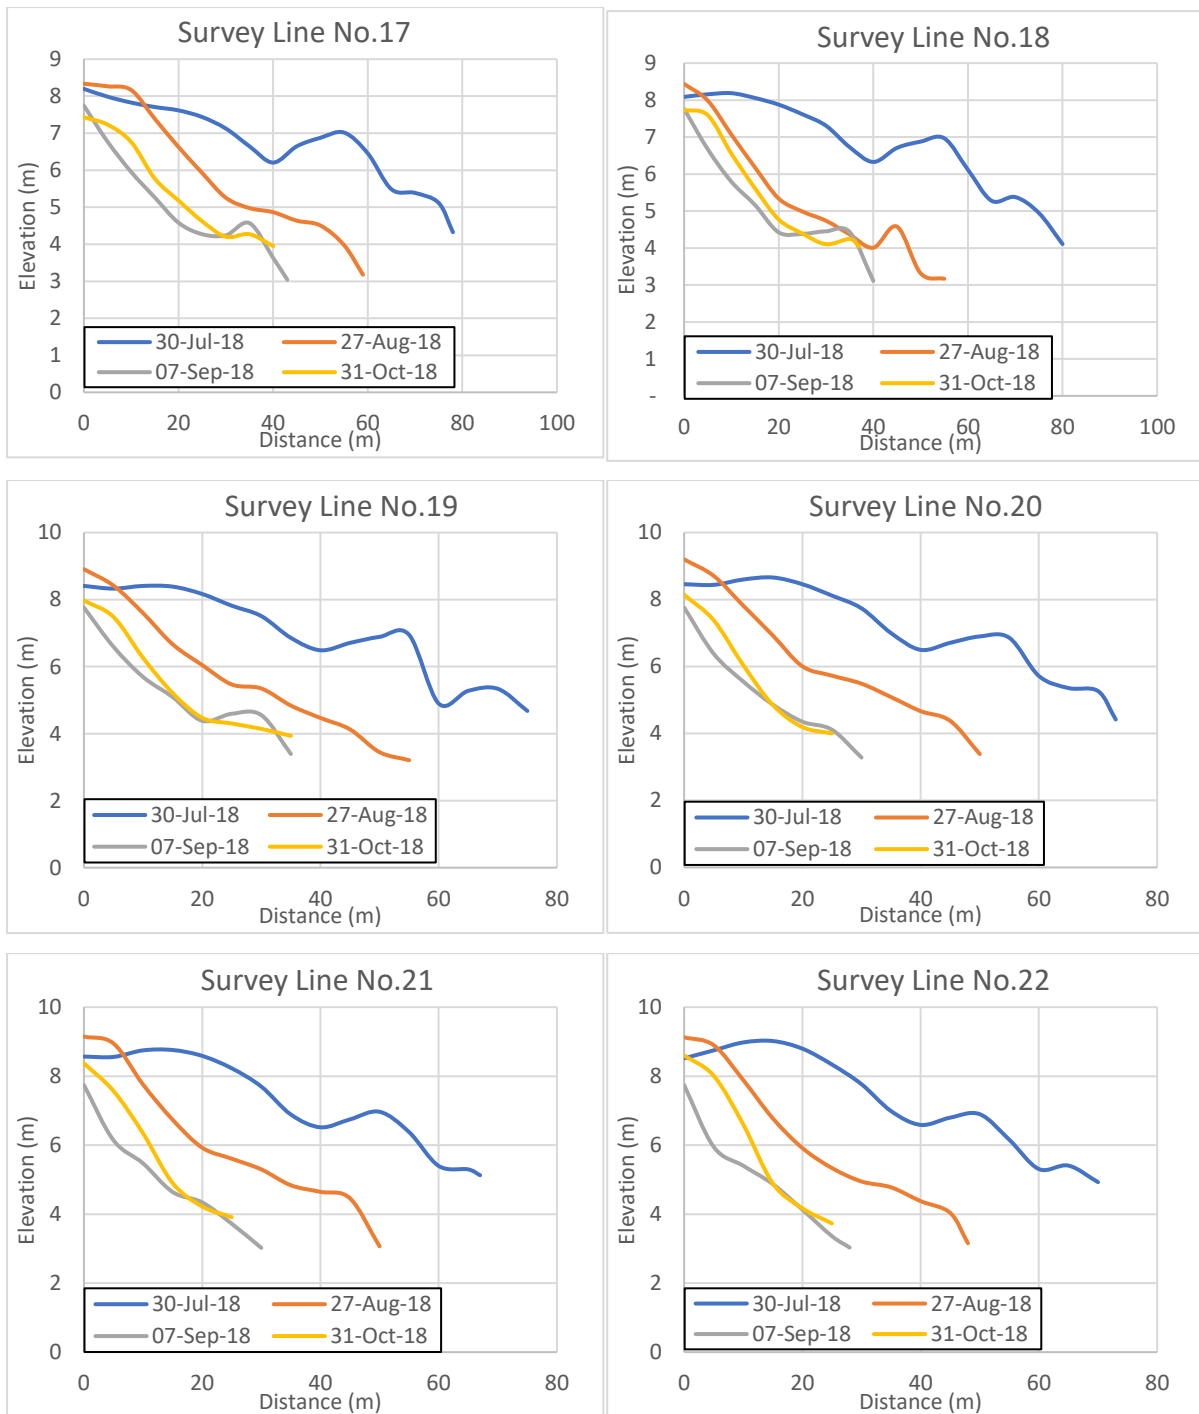 Survey Line No.17
9
8
7
6
5
4
3
2
1
0
Elevation (m)
30-Jul-18 27-Aug-18
07-Sep-18 31-Oct-18
0 20 40 60 80 100
Distance (m)
Survey Line No.18
9
8
7
6
5
4
3
2
1
-
Elevation (m)
30-Jul-18 27-Aug-18
07-Sep-18 31-Oct-18
0 20 40 60 80 100
Distance (m)
Survey Line No.19
10
8
6
4
2
0
Elevation (m)
30-Jul-18 27-Aug-18
07-Sep-18 31-Oct-18
0 20 40 60 80
Distance (m)
Survey Line No.20
10
8
6
4
2
0
Elevation (m)
30-Jul-18 27-Aug-18
07-Sep-18 31-Oct-18
0 20 40 60 80
Distance (m)
Survey Line No.21
10
8
6
4
2
0
Elevation (m)
30-Jul-18 27-Aug-18
07-Sep-18 31-Oct-18
0 20 40 60 80
Distance (m)
Survey Line No.22
10
8
6
4
2
0
Elevation (m)
30-Jul-18 27-Aug-18
07-Sep-18 31-Oct-18
0 20 40 60 80
Distance (m)